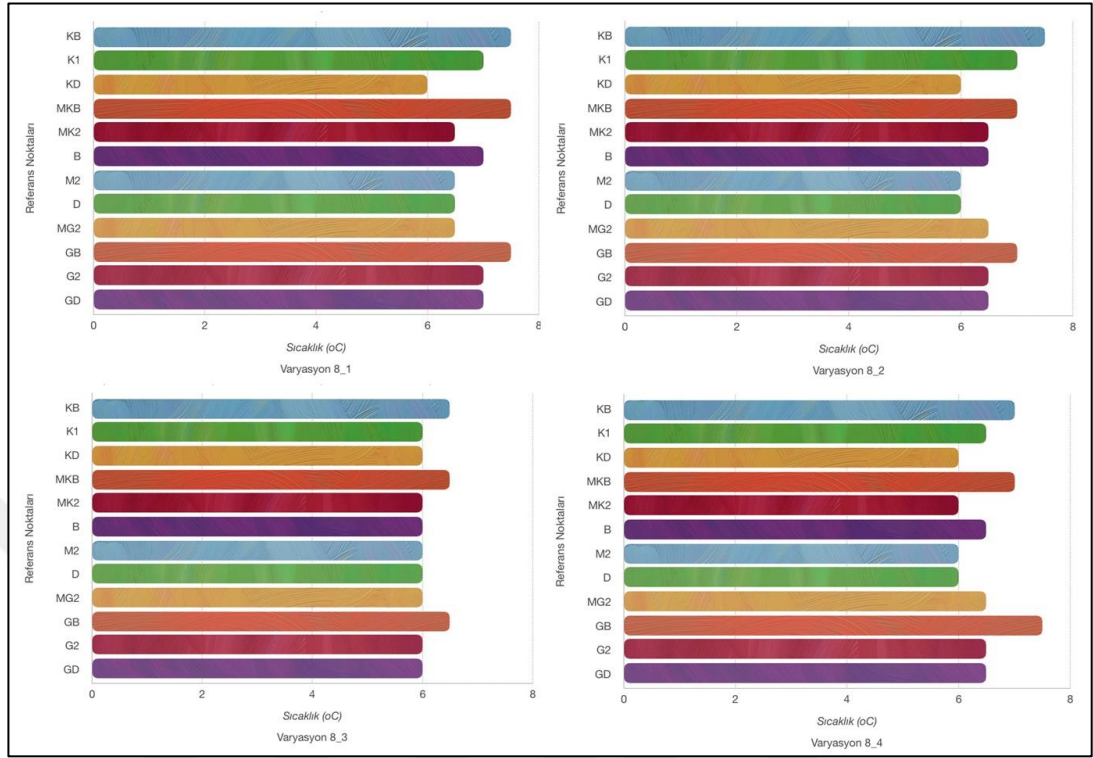 KB
K1
KD
MKB
MK2
B
M2
D
MG2
GB
G2
GD
Referans Noktaları
0 2 4 6 8
Sıcaklık (oC)
Varyasyon 8_1
KB
K1
KD
MKB
MK2
B
M2
D
MG2
GB
G2
GD
Referans Noktaları
0 2 4 6 8
Sıcaklık (oC)
Varyasyon 8_2
KB
K1
KD
MKB
MK2
B
M2
D
MG2
GB
G2
GD
Referans Noktaları
0 2 4 6 8
Sıcaklık (oC)
Varyasyon 8_3
KB
K1
KD
MKB
MK2
B
M2
D
MG2
GB
G2
GD
Referans Noktaları
0 2 4 6 8
Sıcaklık (oC)
Varyasyon 8_4